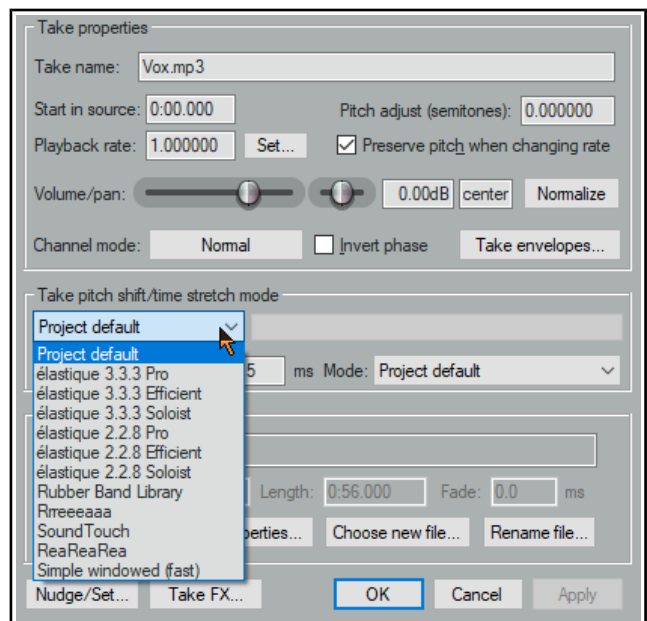 Take properties
Take name: Vox.mp3
Start in source: 0:00.000 Pitch adjust (semitones): 0.000000
Playback rate: 1.000000 Set... Preserve pitch when changing rate
Volume/pan: 0.00dB center Normalize
Channel mode: Normal Invert phase Take envelopes...
Take pitch shift/time stretch mode
Project default
Project default
élastique 3.3.3 Pro
5 ms Mode: Project default
élastique 3.3.3 Efficient
élastique 3.3.3 Soloist
élastique 2.2.8 Pro
élastique 2.2.8 Efficient
élastique 2.2.8 Soloist
Rubber Band Library
Length: 0:56.000 Fade: 0.0 ms
Rrreeeaaa
SoundTouch
perties... Choose new file... Rename file...
ReaReaRea
Simple windowed (fast)
Nudge/Set... Take FX... OK Cancel Apply